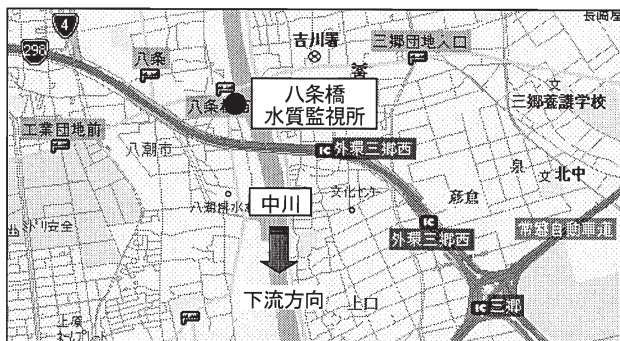 4
298
吉川署
三郷団地入口
八条
八条橋
水質監視所
文
三郷養護学校
工業団地前
八潮市
IC 外環三郷西
泉
文 北中
中川
彦倉
IC
外環三郷西
常磐自動車道
下流方向
上口
IC 三郷